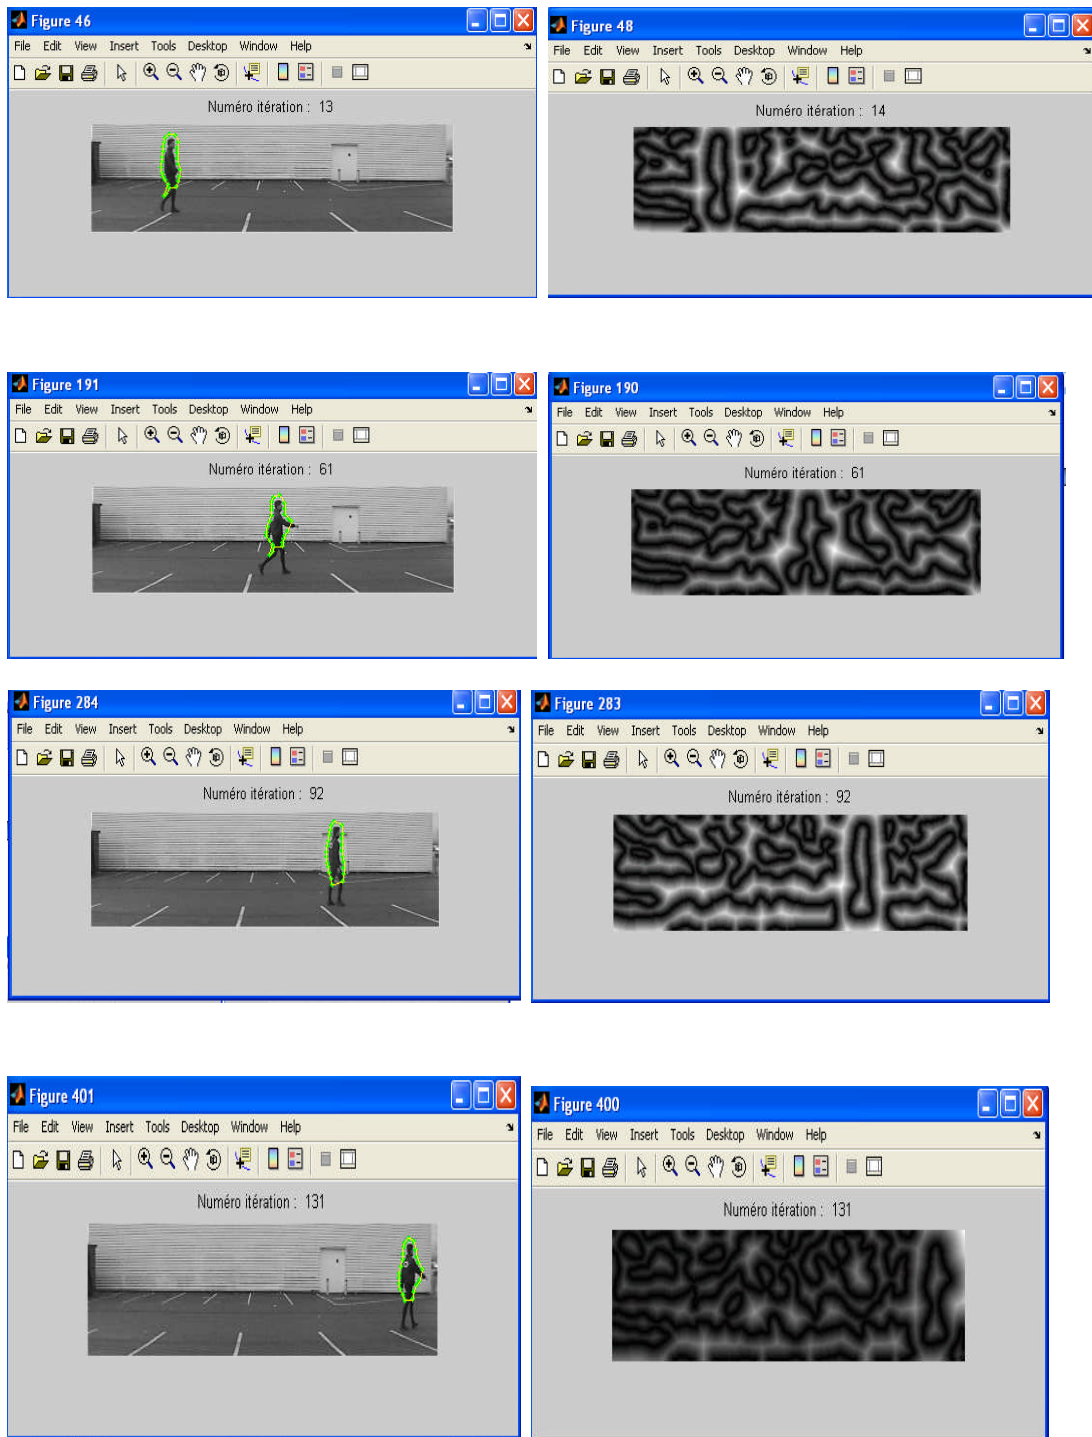 Figure 46
File Edit View Insert Tools Desktop Window Help
Numéro itération : 13
Figure 48
File Edit View Insert Tools Desktop Window Help
Numéro itération : 14
Figure 191
File Edit View Insert Tools Desktop Window Help
Numéro itération : 61
Figure 190
File Edit View Insert Tools Desktop Window Help
Numéro itération : 61
Figure 284
File Edit View Insert Tools Desktop Window Help
Numéro itération : 92
Figure 283
File Edit View Insert Tools Desktop Window Help
Numéro itération : 92
Figure 401
File Edit View Insert Tools Desktop Window Help
Numéro itération : 131
Figure 400
File Edit View Insert Tools Desktop Window Help
Numéro itération : 131